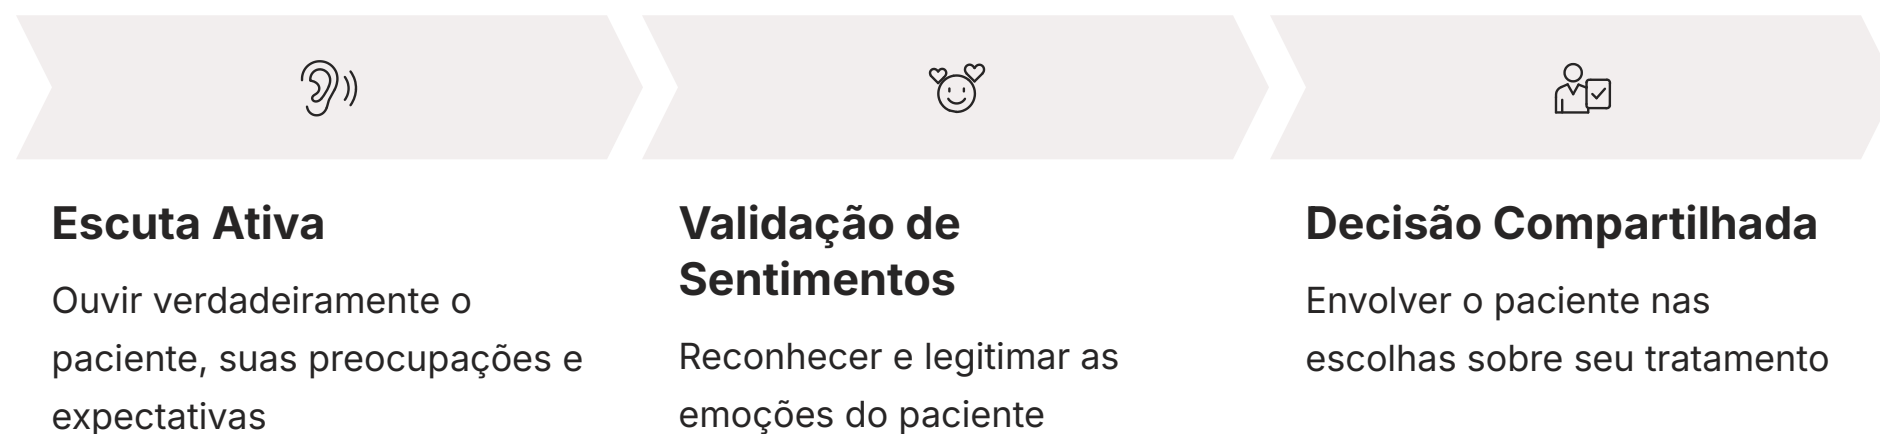 Escuta Ativa
Ouvir verdadeiramente o
paciente, suas preocupações e
expectativas
Validação de
Sentimentos
Reconhecer e legitimar as
emoções do paciente
Decisão Compartilhada
Envolver o paciente nas
escolhas sobre seu tratamento